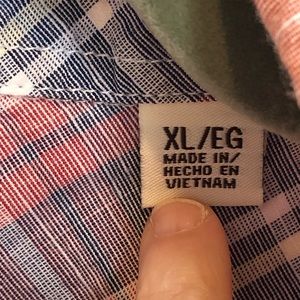 XL/EG
MADE IN/
HECHO EN
VIETNAM